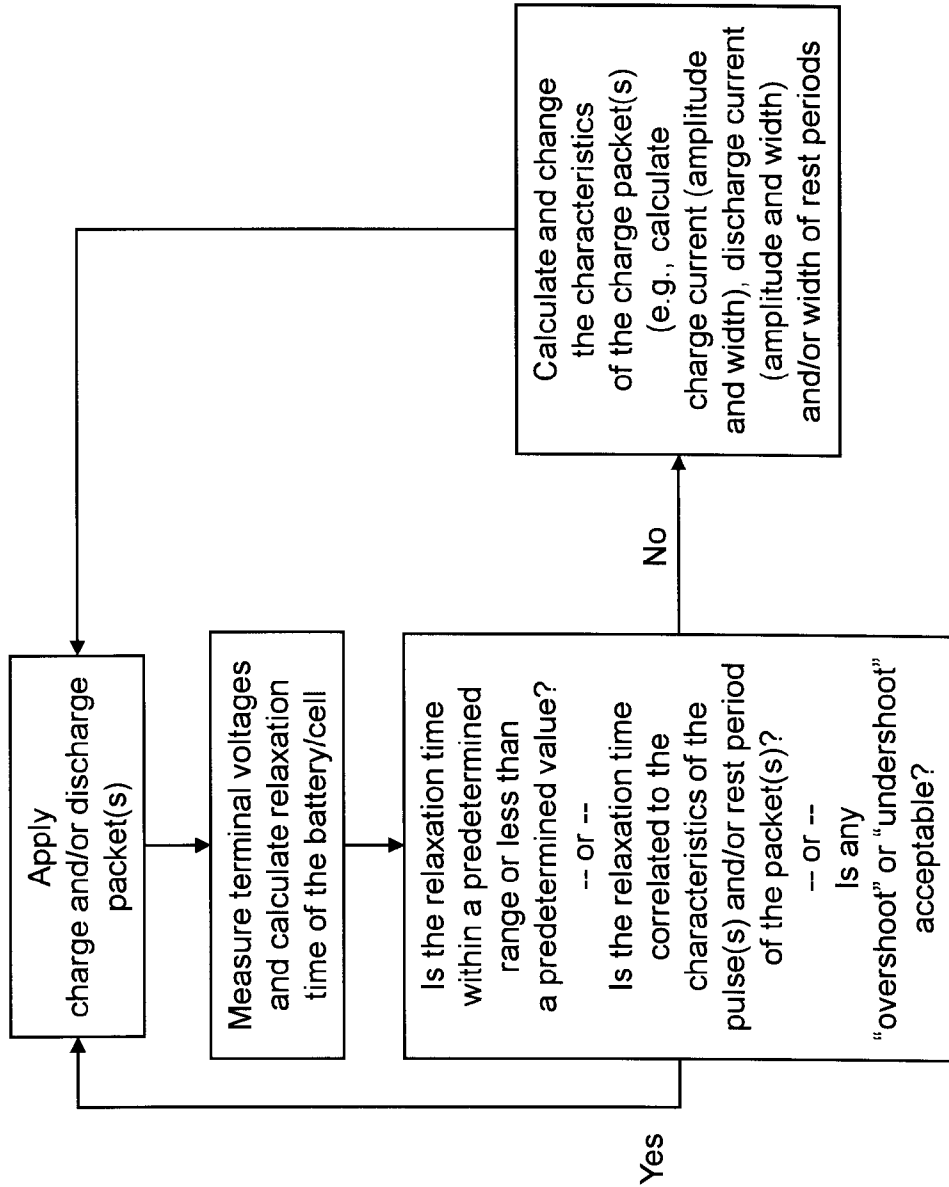 Apply
charge and/or discharge
packet(s)
Measure terminal voltages
and calculate relaxation
time of the battery/cell
Is the relaxation time
within a predetermined
range or less than
a predetermined value?
-- or --
Is the relaxation time
correlated to the
characteristics of the
pulse(s) and/or rest period
of the packet(s)?
-- or --
Is any
“overshoot” or “undershoot”
acceptable?
Yes
No
Calculate and change
the characteristics
of the charge packet(s)
(e.g., calculate
charge current (amplitude
and width), discharge current
(amplitude and width)
and/or width of rest periods